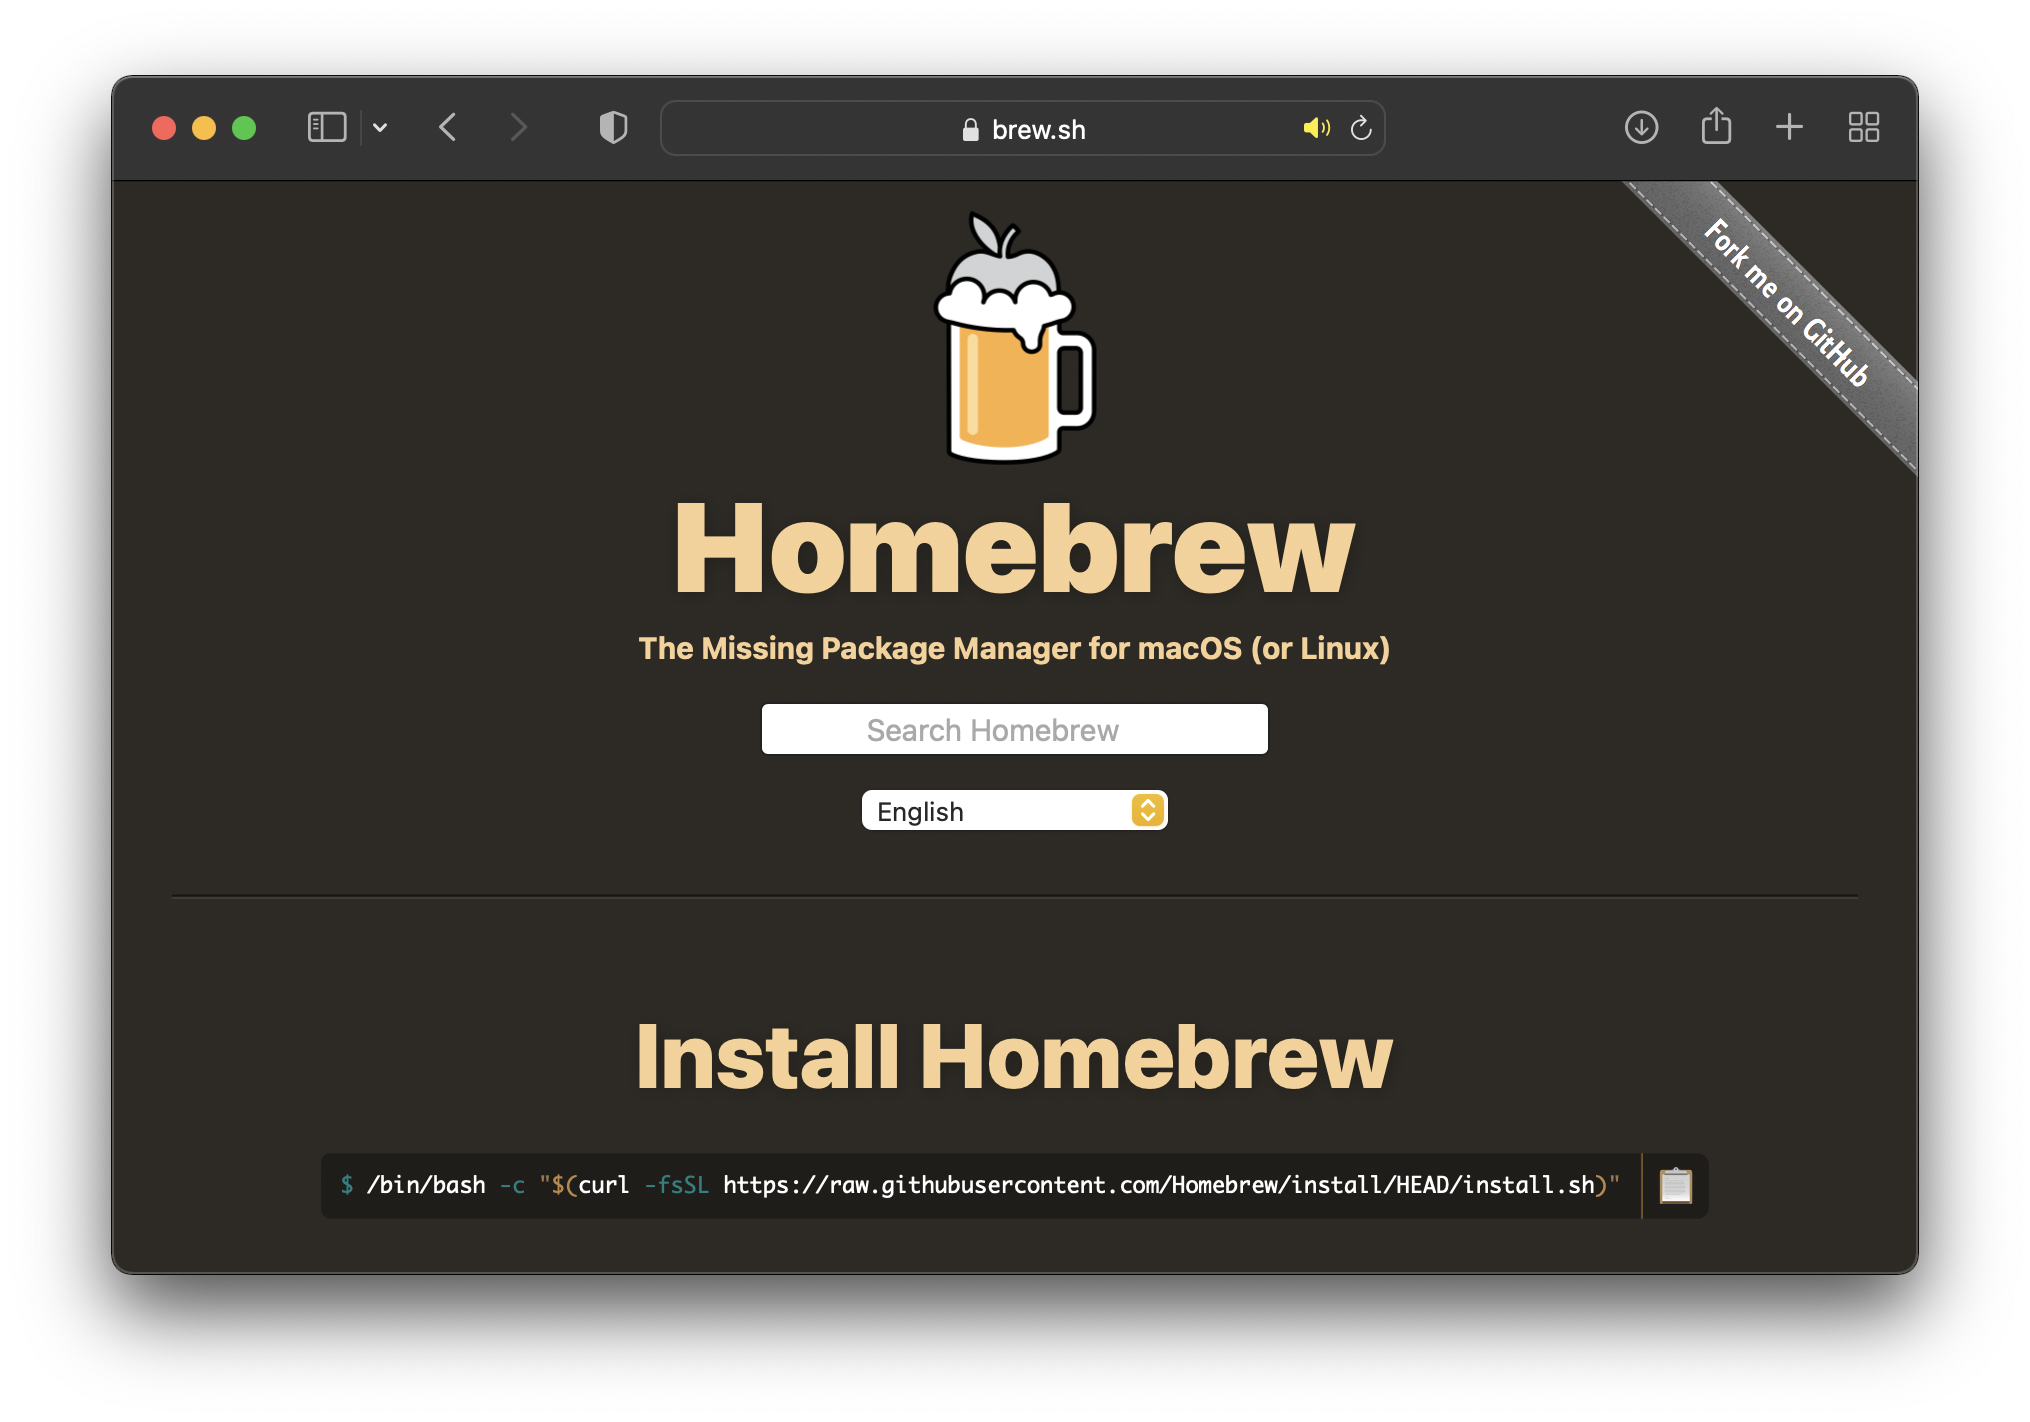 brew.sh
Fork me on GitHub
Homebrew
The Missing Package Manager for macOS (or Linux)
Search Homebrew
English
Install Homebrew
$ /bin/bash -c "$(curl -fsSL https://raw.githubusercontent.com/Homebrew/install/HEAD/install.sh)"